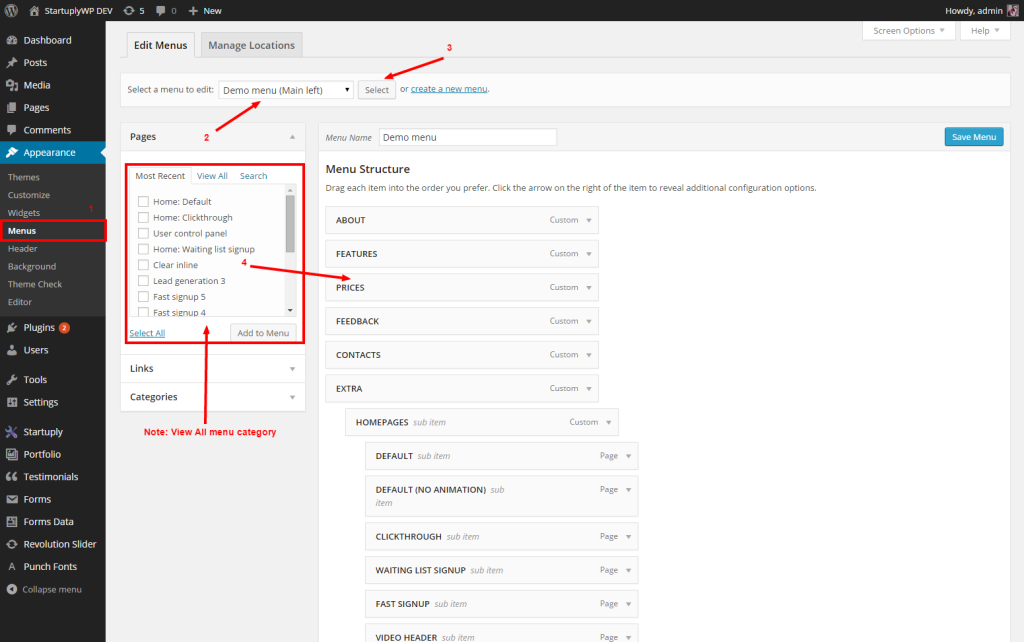 StartuplyWP DEV
5
0
New
Howdy, admin
Dashboard
Posts
Media
Pages
Comments
Appearance
Themes
Customize
Widgets
1
Menus
Header
Background
Theme Check
Editor
Plugins 2
Users
Tools
Settings
Startuply
Portfolio
Testimonials
Forms
Forms Data
Revolution Slider
Punch Fonts
Collapse menu
Screen Options
Help
Edit Menus
Manage Locations
3
Select a menu to edit:
Demo menu (Main left)
Select
or create a new menu.
2
Pages
Most Recent
View All
Search
Home: Default
Home: Clickthrough
User control panel
Home: Waiting list signup
Clear inline
Lead generation 3
Fast signup 5
Fast signup 4
4
Select All
Add to Menu
Links
Categories
Note: View All menu category
Menu Name
Demo menu
Save Menu
Menu Structure
Drag each item into the order you prefer. Click the arrow on the right of the item to reveal additional configuration options.
ABOUT
Custom
FEATURES
Custom
PRICES
Custom
FEEDBACK
Custom
CONTACTS
Custom
EXTRA
Custom
HOMEPAGES sub item
Custom
DEFAULT sub item
Page
DEFAULT (NO ANIMATION) sub
item
Page
CLICKTHROUGH sub item
Page
WAITING LIST SIGNUP sub item
Page
FAST SIGNUP sub item
Page
VIDEO HEADER sub item
Page